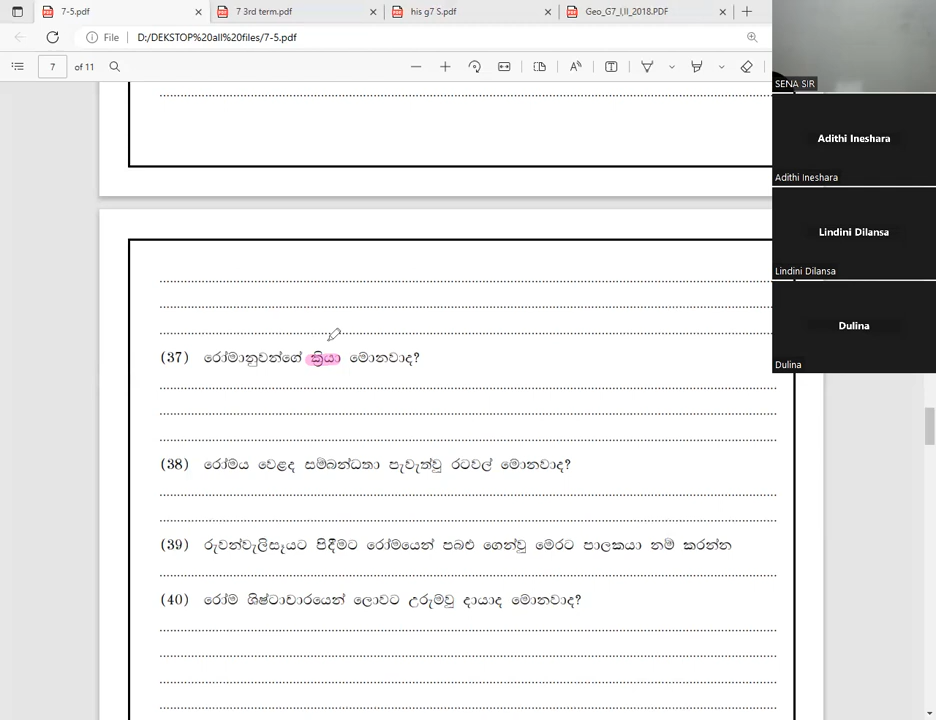 7-5.pdf
7 3rd term.pdf
his g7 S.pdf
Geo_G7_I,II_2018.PDF
File
D:/DEKSTOP%20all%20files/7-5.pdf
7 of 11
SENA SIR
Adithi Ineshara
Adithi Ineshara
Lindini Dilansa
Lindini Dilansa
Dulina
Dulina
(37) රෝමානුවන්ගේ ක්‍රියා මොනවාද?
(38) රෝමය වෙළඳ සම්බන්ධතා පැවැත්වූ රටවල් මොනවාද?
(39) රුවන්වැලිසෑයට පිදීමට රෝමයෙන් පබළු ගෙන්වූ මෙරට පාලකයා නම් කරන්න
(40) රෝම ශිෂ්ටාචාරයෙන් ලොවට උරුමවූ දායාද මොනවාද?